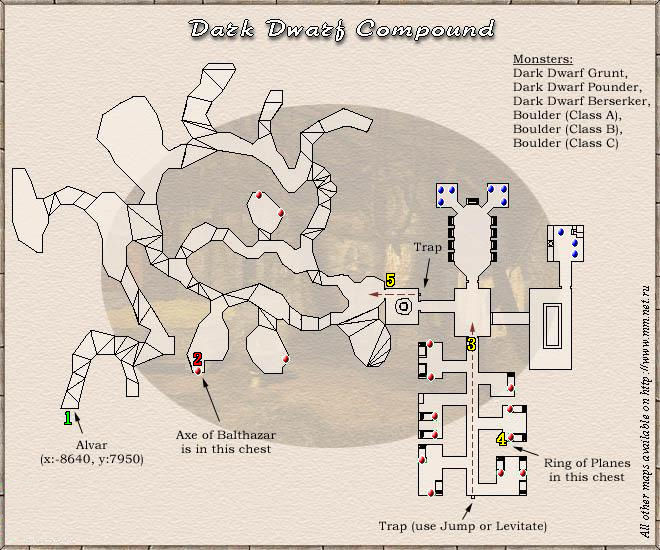 Dark Dwarf Compound
Monsters:
Dark Dwarf Grunt,
Dark Dwarf Pounder,
Dark Dwarf Berserker,
Boulder (Class A),
Boulder (Class B),
Boulder (Class C)
Trap
5
3
2
4
1
Alvar
(x:-8640, y:7950)
Axe of Balthazar
is in this chest
Ring of Planes
in this chest
Trap (use Jump or Levitate)
All other maps available on http://www.mm.net.ru